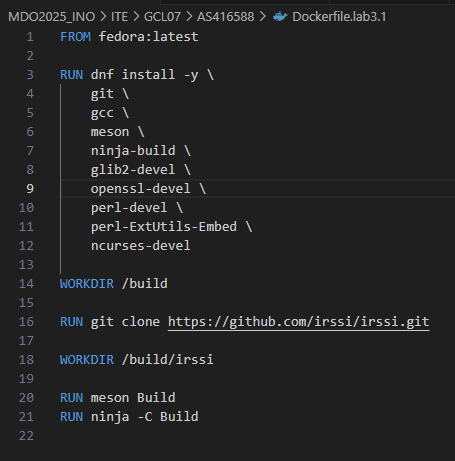 MDO2025_INO > ITE > GCL07 > AS416588 > Dockerfile.lab3.1
1 FROM fedora:latest
2
3 RUN dnf install -y \
4     git \
5     gcc \
6     meson \
7     ninja-build \
8     glib2-devel \
9     openssl-devel \
10     perl-devel \
11     perl-ExtUtils-Embed \
12     ncurses-devel
13
14 WORKDIR /build
15
16 RUN git clone https://github.com/irssi/irssi.git
17
18 WORKDIR /build/irssi
19
20 RUN meson Build
21 RUN ninja -C Build
22